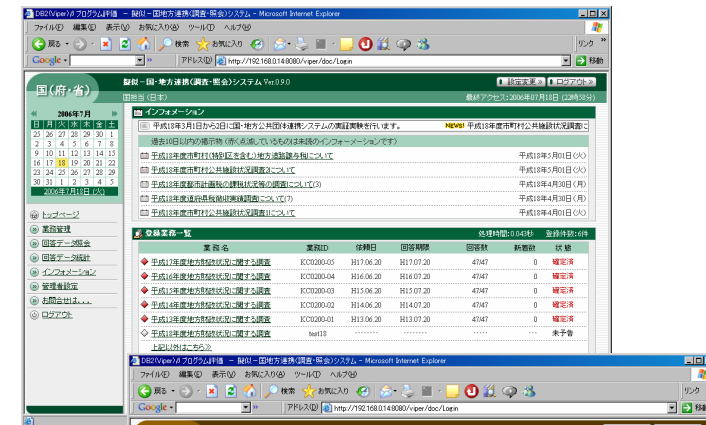 DB2(Viper)βプログラム評価 － 擬似－国地方連携(調査・照会)システム - Microsoft Internet Explorer
ファイル(F) 編集(E) 表示(V) お気に入り(A) ツール(T) ヘルプ(H)
戻る 検索 お気に入り リンク
Google アドレス(D) http://192.168.0.14:8080/viper/doc/Login 移動
国(府・省)
擬似－国・地方連携(調査・照会)システム Ver.0.9.0 設定変更 ログアウト
国担当(日本) 最終アクセス:2006年07月18日(22時58分)
2006年7月
日 月 火 水 木 金 土
25 26 27 28 29 30 1
2 3 4 5 6 7 8
9 10 11 12 13 14 15
16 17 18 19 20 21 22
23 24 25 26 27 28 29
30 31 1 2 3 4 5
2006年7月18日(火)
トップページ
業務管理
回答データ照会
回答データ統計
インフォメーション
管理者設定
お問合せは...
ログアウト
インフォメーション
平成18年3月1日から2日に国・地方公共団体連携システムの実証実験を行います。 NEWS! 平成18年度市町村公共施設状況調査に
過去10日以内の掲示物(赤く点滅しているものは未読のインフォメーションです)
平成18年度市町村(特別区を含む)地方道路譲与税について 平成18年5月01日(火)
平成18年度市町村公共施設状況調査2について 平成18年5月01日(火)
平成18年度都市計画税の課税状況等の調査について(3) 平成18年4月30日(月)
平成18年度道府県税徴収実績調査について(7) 平成18年4月30日(月)
平成18年度市町村公共施設状況調査1について 平成18年4月01日(火)
登録業務一覧 処理時間:0.043秒 登録件数:6件
業務名 業務ID 依頼日 回答期限 回答数 新着数 状態
平成17年度地方財政状況に関する調査 KC0200-05 H17.06.20 H17.07.20 47/47 0 確定済
平成16年度地方財政状況に関する調査 KC0200-04 H16.06.20 H16.07.20 47/47 0 確定済
平成15年度地方財政状況に関する調査 KC0200-03 H15.06.20 H15.07.20 47/47 0 確定済
平成14年度地方財政状況に関する調査 KC0200-02 H14.06.20 H14.07.20 47/47 0 確定済
平成13年度地方財政状況に関する調査 KC0200-01 H13.06.20 H13.07.20 47/47 0 確定済
平成18年度地方財政状況に関する調査 test18 ........ ........ ..... ... 未予告
上記以外はこちら≫
DB2(Viper)βプログラム評価 － 擬似－国地方連携(調査・照会)システム - Microsoft Internet Explorer
ファイル(F) 編集(E) 表示(V) お気に入り(A) ツール(T) ヘルプ(H)
戻る 検索 お気に入り リンク
Google アドレス(D) http://192.168.0.14:8080/viper/doc/Login 移動